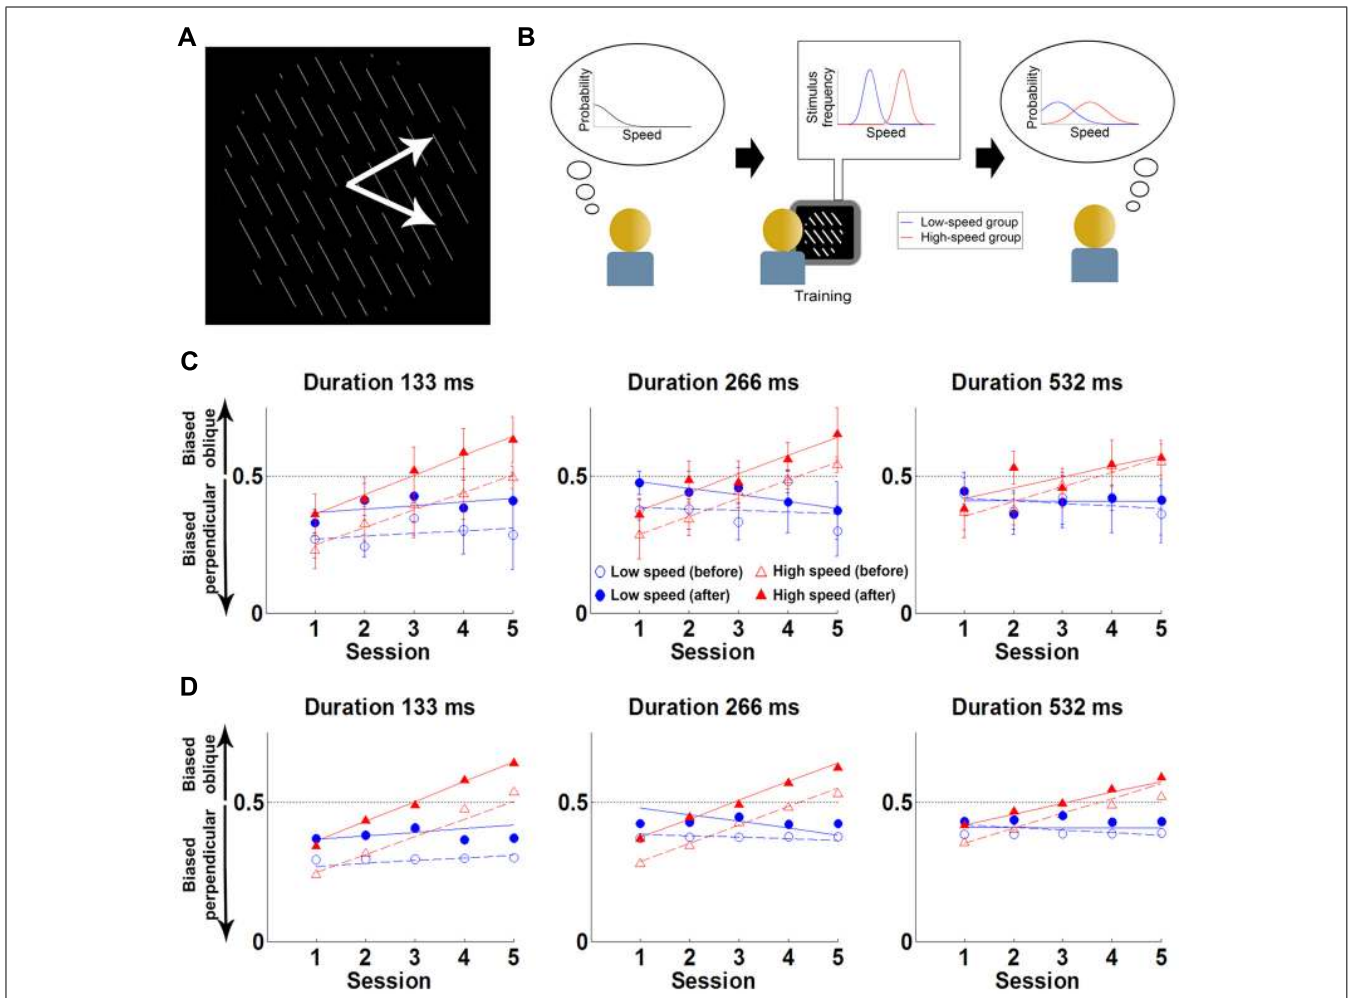 A
B
Probability
Speed
Stimulus
frequency
Speed
Probability
Speed
Low-speed group
High-speed group
Training
C
Duration 133 ms
Duration 266 ms
Duration 532 ms
Biased
oblique
Biased
perpendicular
0.5
0
1 2 3 4 5
Session
0.5
0
Low speed (before)
High speed (before)
Low speed (after)
High speed (after)
1 2 3 4 5
Session
0.5
0
1 2 3 4 5
Session
D
Duration 133 ms
Duration 266 ms
Duration 532 ms
Biased
oblique
Biased
perpendicular
0.5
0
1 2 3 4 5
Session
0.5
0
1 2 3 4 5
Session
0.5
0
1 2 3 4 5
Session